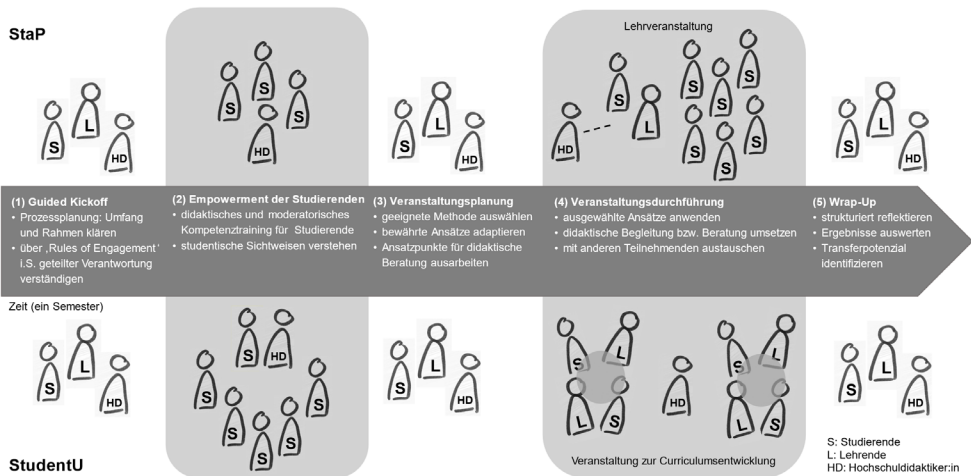 StaP
Lehrveranstaltung
S
L
HD
S
S
S
S
HD
S
L
HD
S
L
HD
S
S
S
S
S
S
S
S
L
HD
(1) Guided Kickoff
• Prozessplanung: Umfang
und Rahmen klären
• über ‚Rules of Engagement‘
i.S. geteilter Verantwortung
verständigen
(2) Empowerment der Studierenden
• didaktisches und moderatorisches
Kompetenztraining für Studierende
• studentische Sichtweisen verstehen
(3) Veranstaltungsplanung
• geeignete Methode auswählen
• bewährte Ansätze adaptieren
• Ansatzpunkte für didaktische
Beratung ausarbeiten
(4) Veranstaltungsdurchführung
• ausgewählte Ansätze anwenden
• didaktische Begleitung bzw. Beratung umsetzen
• mit anderen Teilnehmenden austauschen
(5) Wrap-Up
• strukturiert reflektieren
• Ergebnisse auswerten
• Transferpotenzial
identifizieren
Zeit (ein Semester)
S
L
HD
S
HD
S
S
S
S
S
S
L
HD
S
L
L
S
HD
S
L
L
S
S
L
HD
Veranstaltung zur Curriculumsentwicklung
StudentU
S: Studierende
L: Lehrende
HD: Hochschuldidaktiker:in